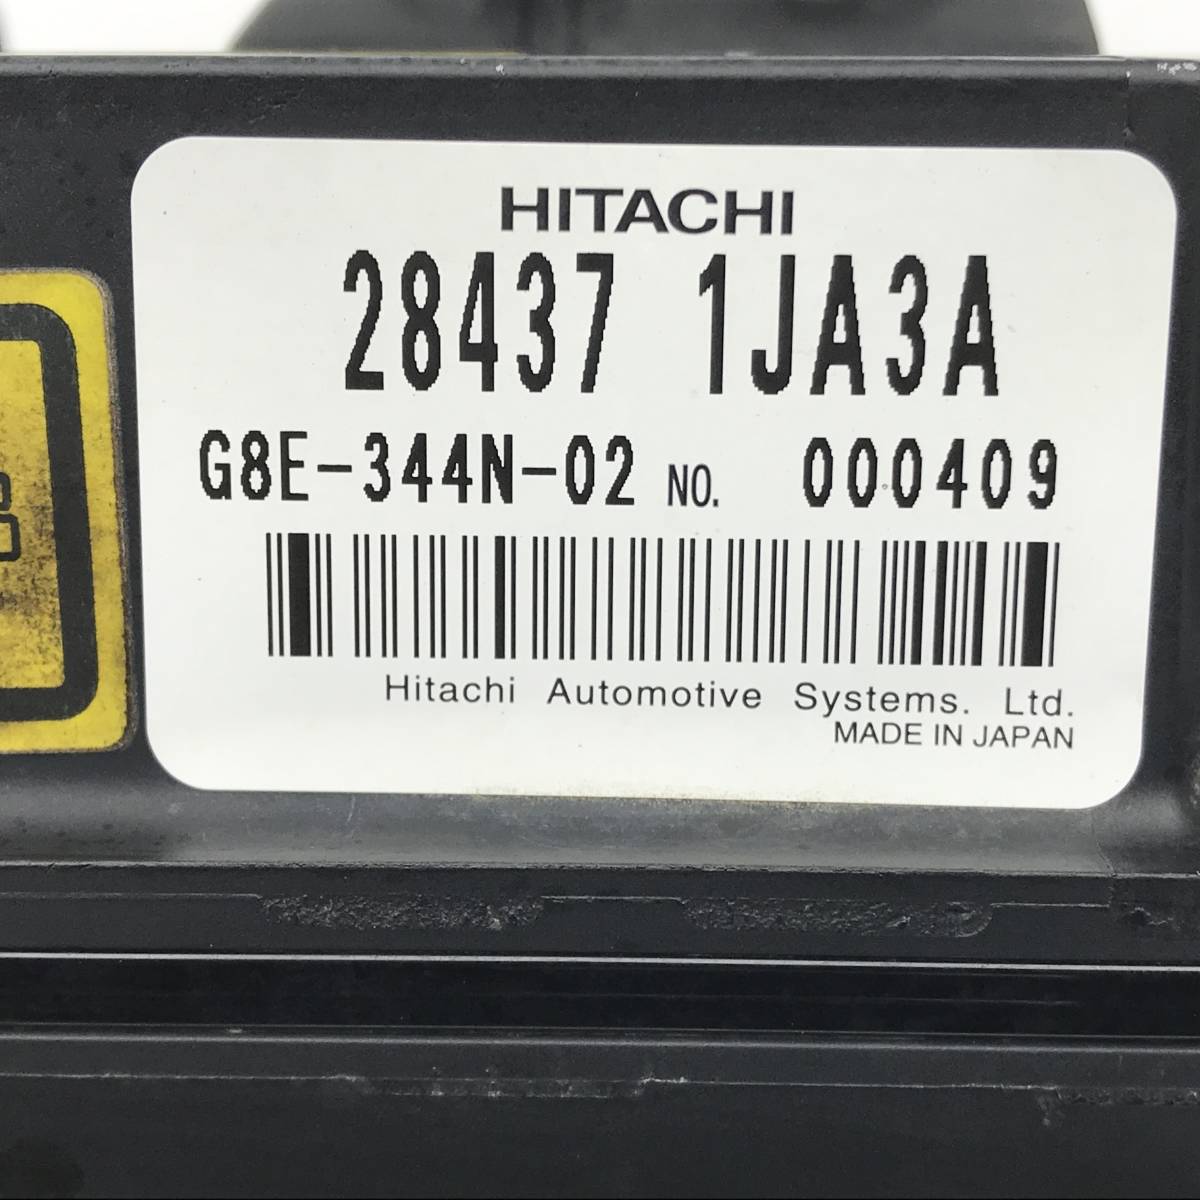 HITACHI
28437 1JA3A
G8E-344N-02 NO. 000409
Hitachi Automotive Systems. Ltd.
MADE IN JAPAN